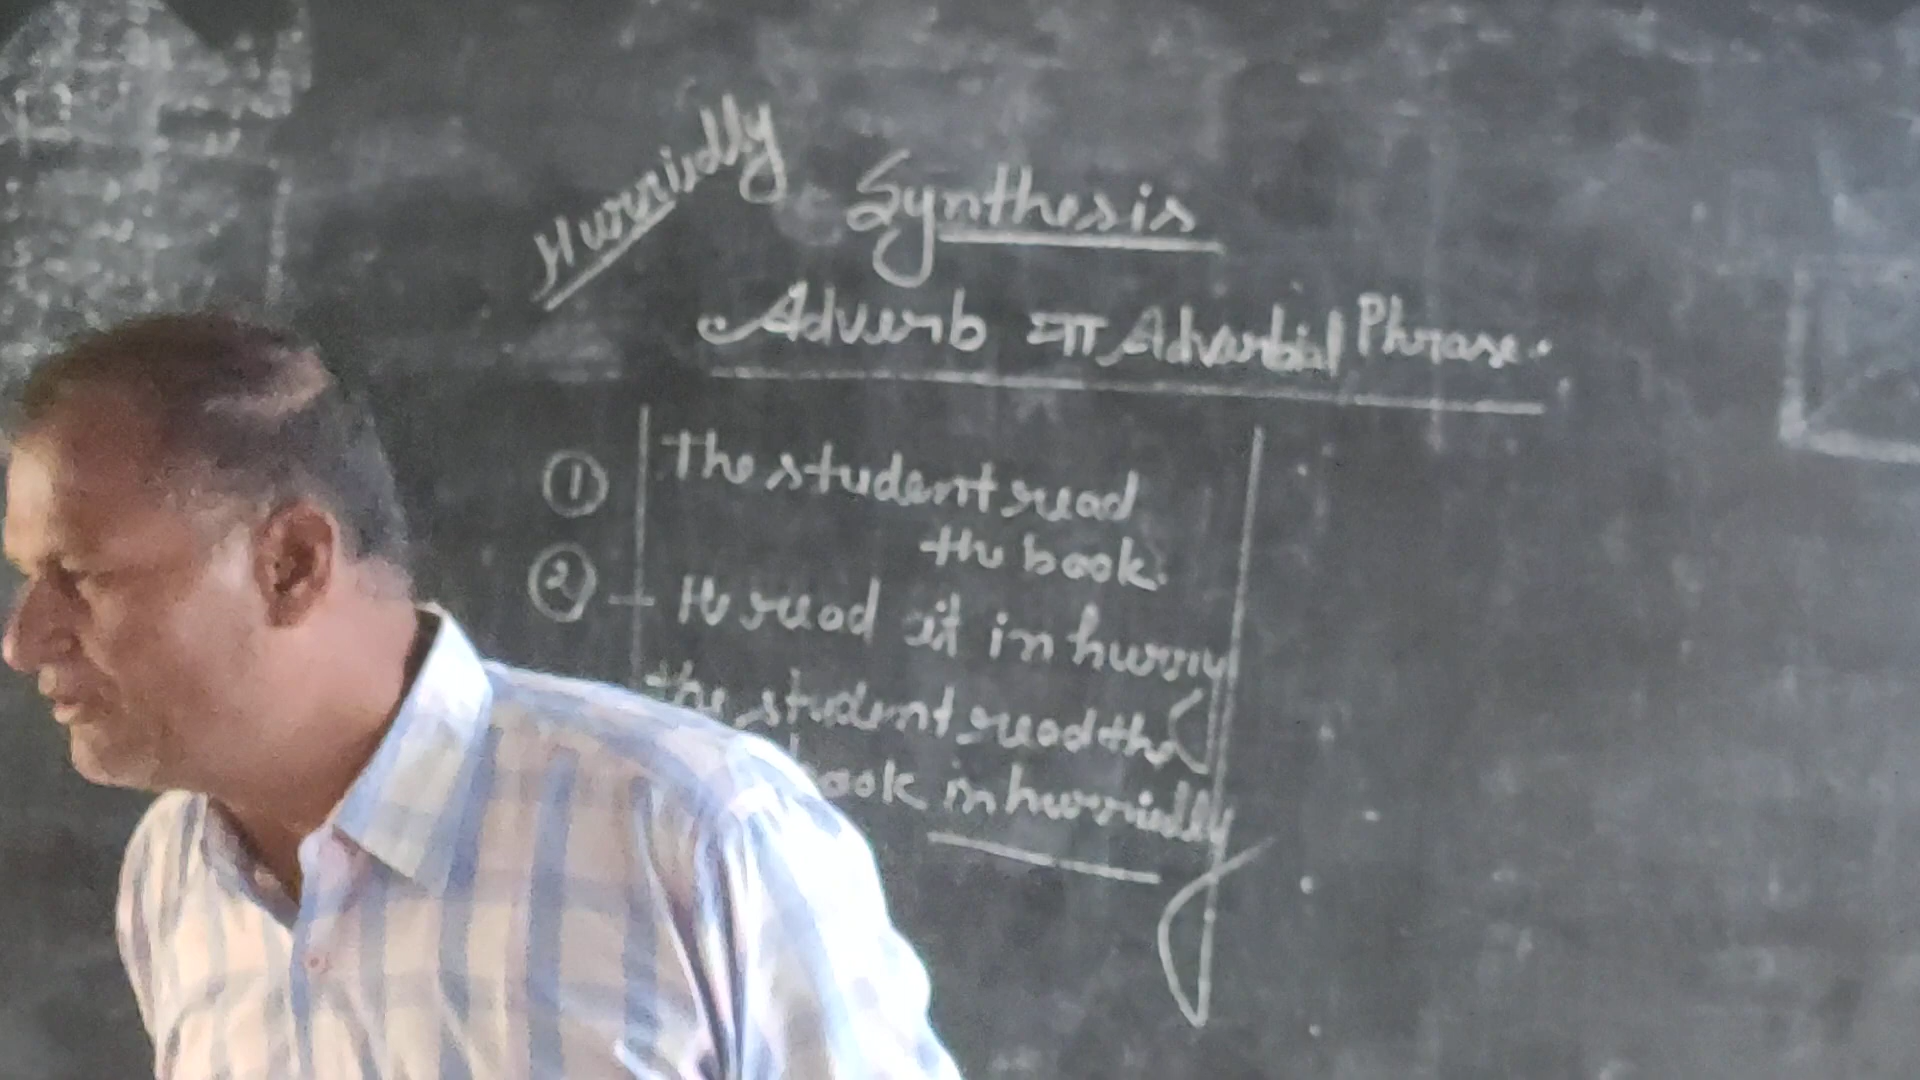 Hurriedly
Synthesis
Adverb या Adverbial Phrase.
① The student read
the book.
② – He read it in hurry
the student read the
book in hurriedly